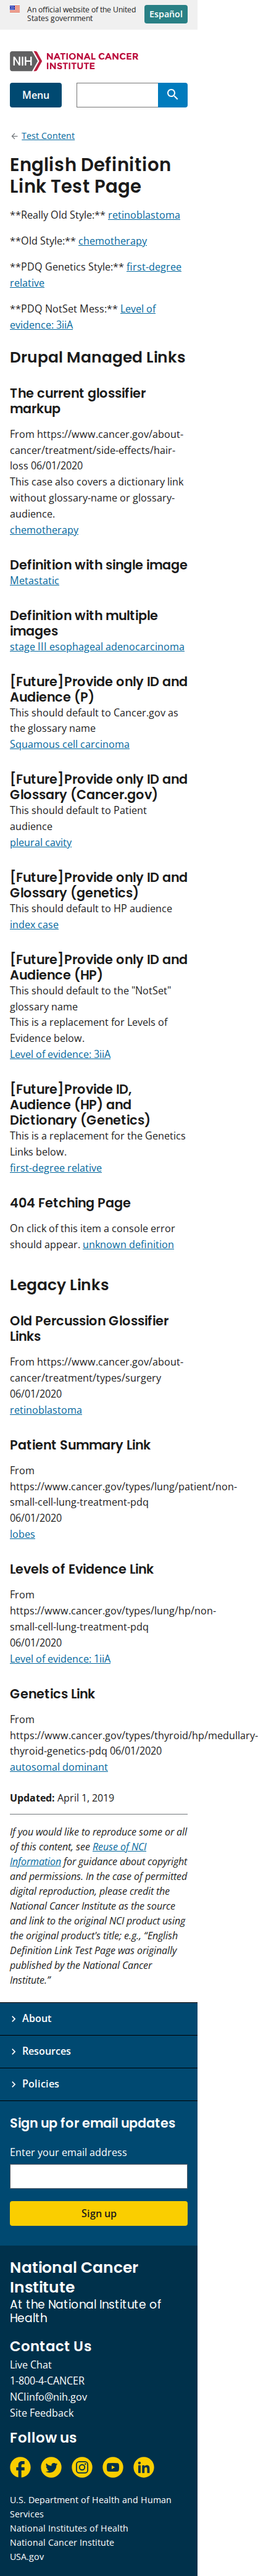 An official website of the United
States government
Español
NIH NATIONAL CANCER
INSTITUTE
Menu
Test Content
English Definition
Link Test Page
**Really Old Style:** retinoblastoma
**Old Style:** chemotherapy
**PDQ Genetics Style:** first-degree
relative
**PDQ NotSet Mess:** Level of
evidence: 3iiA
Drupal Managed Links
The current glossifier
markup
From https://www.cancer.gov/about-
cancer/treatment/side-effects/hair-
loss 06/01/2020
This case also covers a dictionary link
without glossary-name or glossary-
audience.
chemotherapy
Definition with single image
Metastatic
Definition with multiple
images
stage III esophageal adenocarcinoma
[Future]Provide only ID and
Audience (P)
This should default to Cancer.gov as
the glossary name
Squamous cell carcinoma
[Future]Provide only ID and
Glossary (Cancer.gov)
This should default to Patient
audience
pleural cavity
[Future]Provide only ID and
Glossary (genetics)
This should default to HP audience
index case
[Future]Provide only ID and
Audience (HP)
This should default to the "NotSet"
glossary name
This is a replacement for Levels of
Evidence below.
Level of evidence: 3iiA
[Future]Provide ID,
Audience (HP) and
Dictionary (Genetics)
This is a replacement for the Genetics
Links below.
first-degree relative
404 Fetching Page
On click of this item a console error
should appear. unknown definition
Legacy Links
Old Percussion Glossifier
Links
From https://www.cancer.gov/about-
cancer/treatment/types/surgery
06/01/2020
retinoblastoma
Patient Summary Link
From
https://www.cancer.gov/types/lung/patient/non-
small-cell-lung-treatment-pdq
06/01/2020
lobes
Levels of Evidence Link
From
https://www.cancer.gov/types/lung/hp/non-
small-cell-lung-treatment-pdq
06/01/2020
Level of evidence: 1iiA
Genetics Link
From
https://www.cancer.gov/types/thyroid/hp/medullary-
thyroid-genetics-pdq 06/01/2020
autosomal dominant
Updated: April 1, 2019
If you would like to reproduce some or all
of this content, see Reuse of NCI
Information for guidance about copyright
and permissions. In the case of permitted
digital reproduction, please credit the
National Cancer Institute as the source
and link to the original NCI product using
the original product's title; e.g., “English
Definition Link Test Page was originally
published by the National Cancer
Institute.”
About
Resources
Policies
Sign up for email updates
Enter your email address
Sign up
National Cancer
Institute
At the National Institute of
Health
Contact Us
Live Chat
1-800-4-CANCER
NCIinfo@nih.gov
Site Feedback
Follow us
U.S. Department of Health and Human
Services
National Institutes of Health
National Cancer Institute
USA.gov